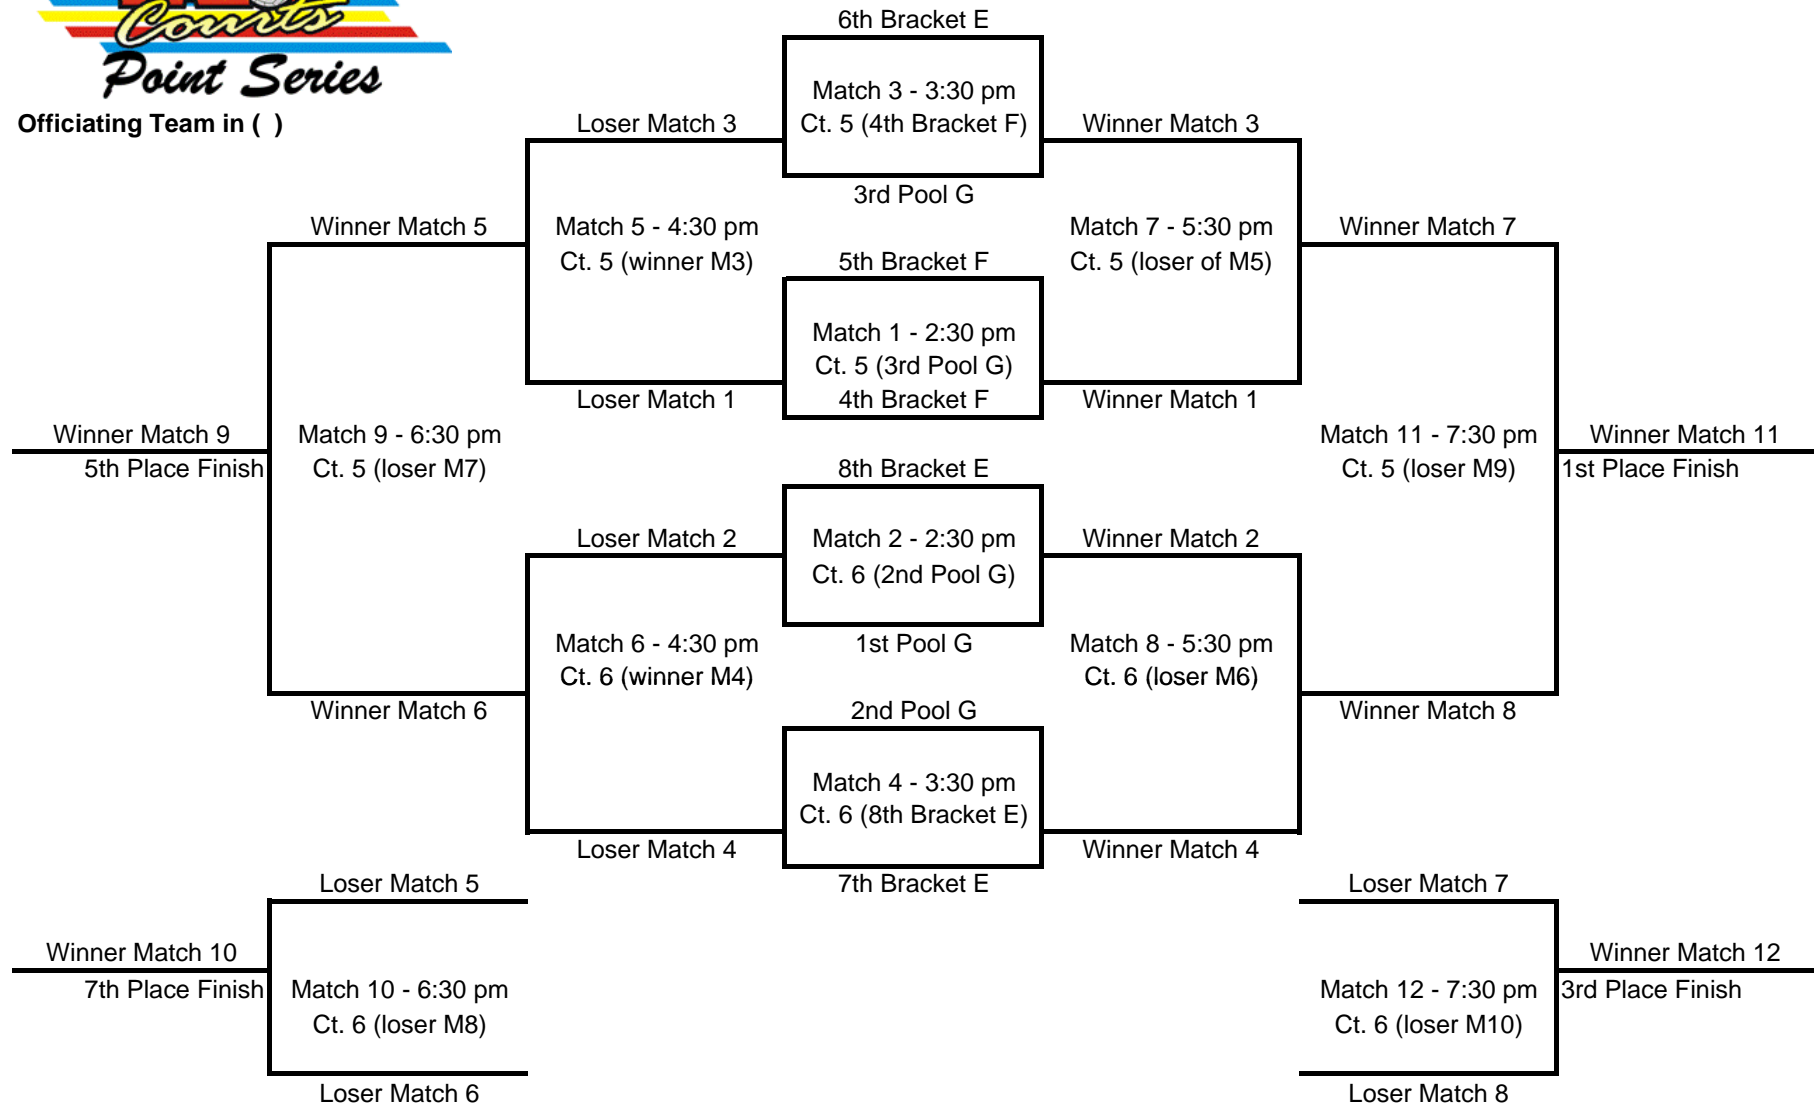 Courts
Point Series
Officiating Team in (  )
6th Bracket E
Match 3 - 3:30 pm
Ct. 5 (4th Bracket F)
3rd Pool G
Loser Match 3
Winner Match 3
Winner Match 5
Match 5 - 4:30 pm
Ct. 5 (winner M3)
Match 7 - 5:30 pm
Ct. 5 (loser of M5)
Winner Match 7
5th Bracket F
Match 1 - 2:30 pm
Ct. 5 (3rd Pool G)
4th Bracket F
Loser Match 1
Winner Match 1
Winner Match 9
5th Place Finish
Match 9 - 6:30 pm
Ct. 5 (loser M7)
Match 11 - 7:30 pm
Ct. 5 (loser M9)
Winner Match 11
1st Place Finish
8th Bracket E
Loser Match 2
Match 2 - 2:30 pm
Ct. 6 (2nd Pool G)
Winner Match 2
1st Pool G
Match 6 - 4:30 pm
Ct. 6 (winner M4)
Match 8 - 5:30 pm
Ct. 6 (loser M6)
Winner Match 6
2nd Pool G
Winner Match 8
Match 4 - 3:30 pm
Ct. 6 (8th Bracket E)
Loser Match 4
Winner Match 4
7th Bracket E
Loser Match 5
Loser Match 7
Winner Match 10
7th Place Finish
Match 10 - 6:30 pm
Ct. 6 (loser M8)
Loser Match 6
Match 12 - 7:30 pm
Ct. 6 (loser M10)
Winner Match 12
3rd Place Finish
Loser Match 8